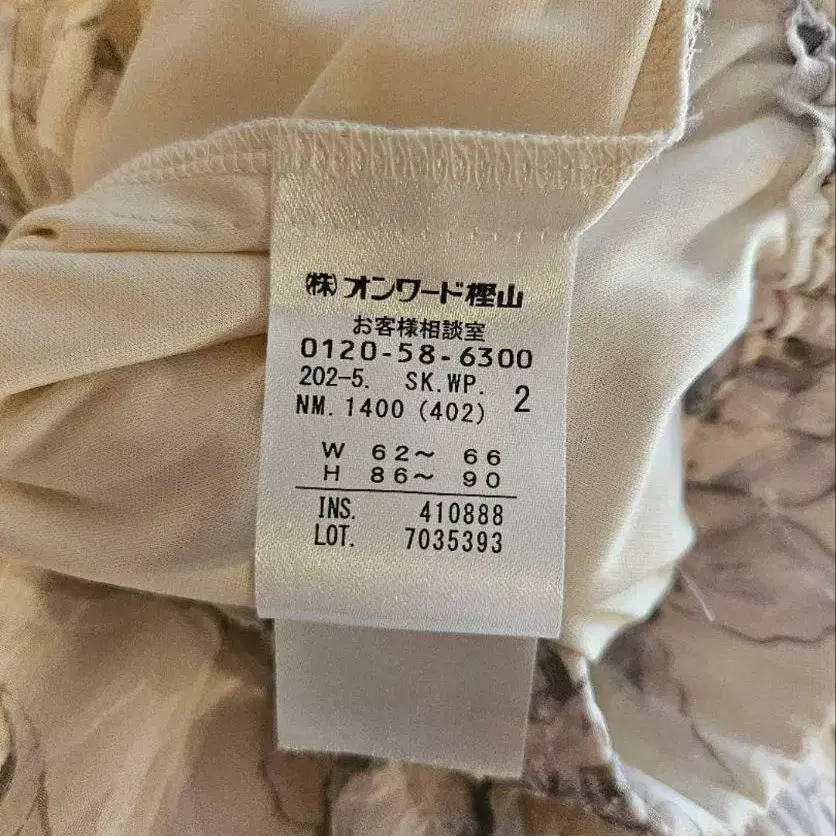 (株)オンワード樫山
お客様相談室
0120-58-6300
202-5. SK.WP. 2
NM.1400(402)
W 62～ 66
H 86～ 90
INS. 410888
LOT. 7035393